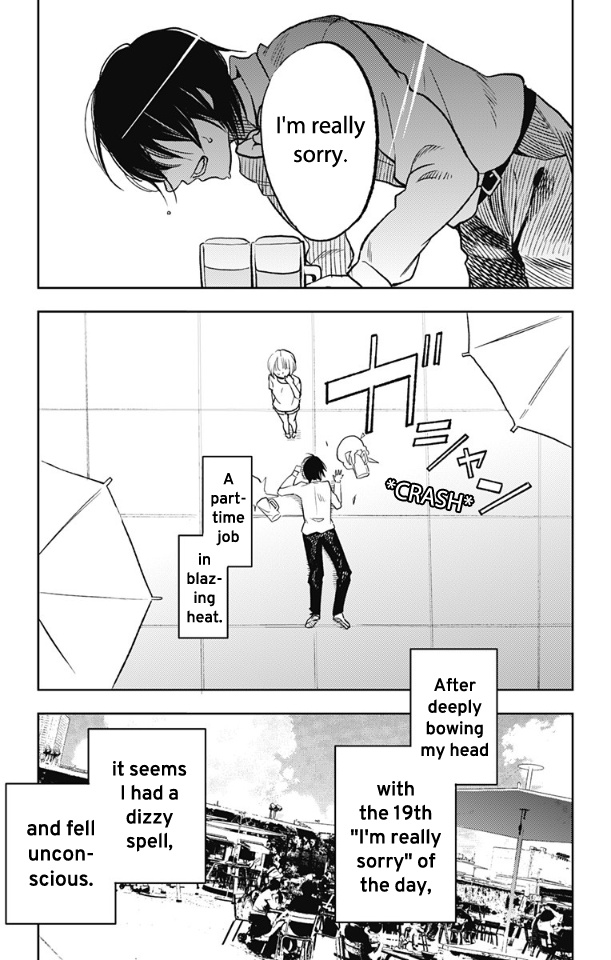 I'm really
sorry.
ガシャーン
*CRASH*
A
part-
time
job
in
blaz-
ing
heat.
After
deeply
bowing
my head
with
the 19th
"I'm really
sorry" of
the day,
it seems
I had a
dizzy
spell,
and fell
uncon-
scious.